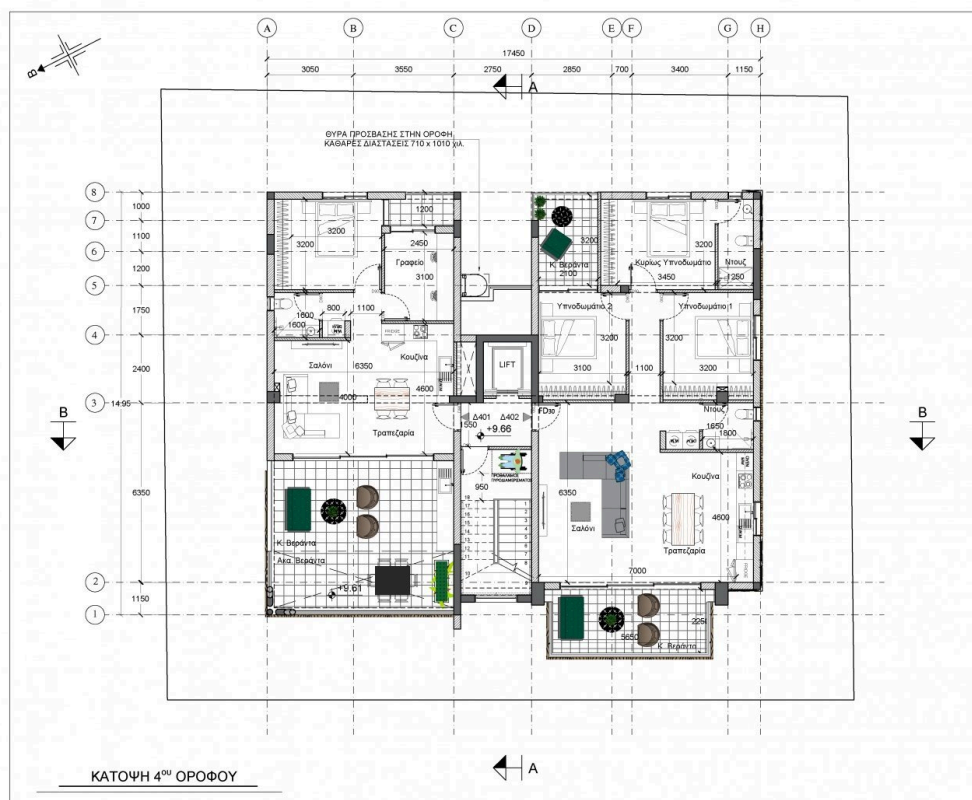 A B C D E F G H
17450
3050 3550 2750 2850 700 3400 1150
B
A
ΘΥΡΑ ΠΡΟΣΒΑΣΗΣ ΣΤΗΝ ΟΡΟΦΗ
ΚΑΘΑΡΕΣ ΔΙΑΣΤΑΣΕΙΣ 710 x 1010 χιλ.
8
1000
7
1100
6
1200
5
1750
4
2400
3
14.95
6350
2
1150
1
B
B
3200
3200
1200
2450
Γραφείο
3100
1600
1600
800
1100
Σαλόνι
6350
Κουζίνα
4000
4600
Τραπεζαρία
3200
Κ. Βεράντα
2100
Κυρίως Υπνοδωμάτιο
3200
3450
Ντουζ
1250
Υπνοδωμάτιο 2
3200
3100
1100
Υπνοδωμάτιο 1
3200
3200
LIFT
Δ401 Δ402
FD30
1550
+9.66
950
Ντους
1650
1800
Κουζίνα
6350
Σαλόνι
4600
Τραπεζαρία
7000
Κ. Βεράντα
Ακα. Βεράντα
+9.61
2250
5650
Κ. Βεράντα
A
ΚΑΤΟΨΗ 4ου ΟΡΟΦΟΥ